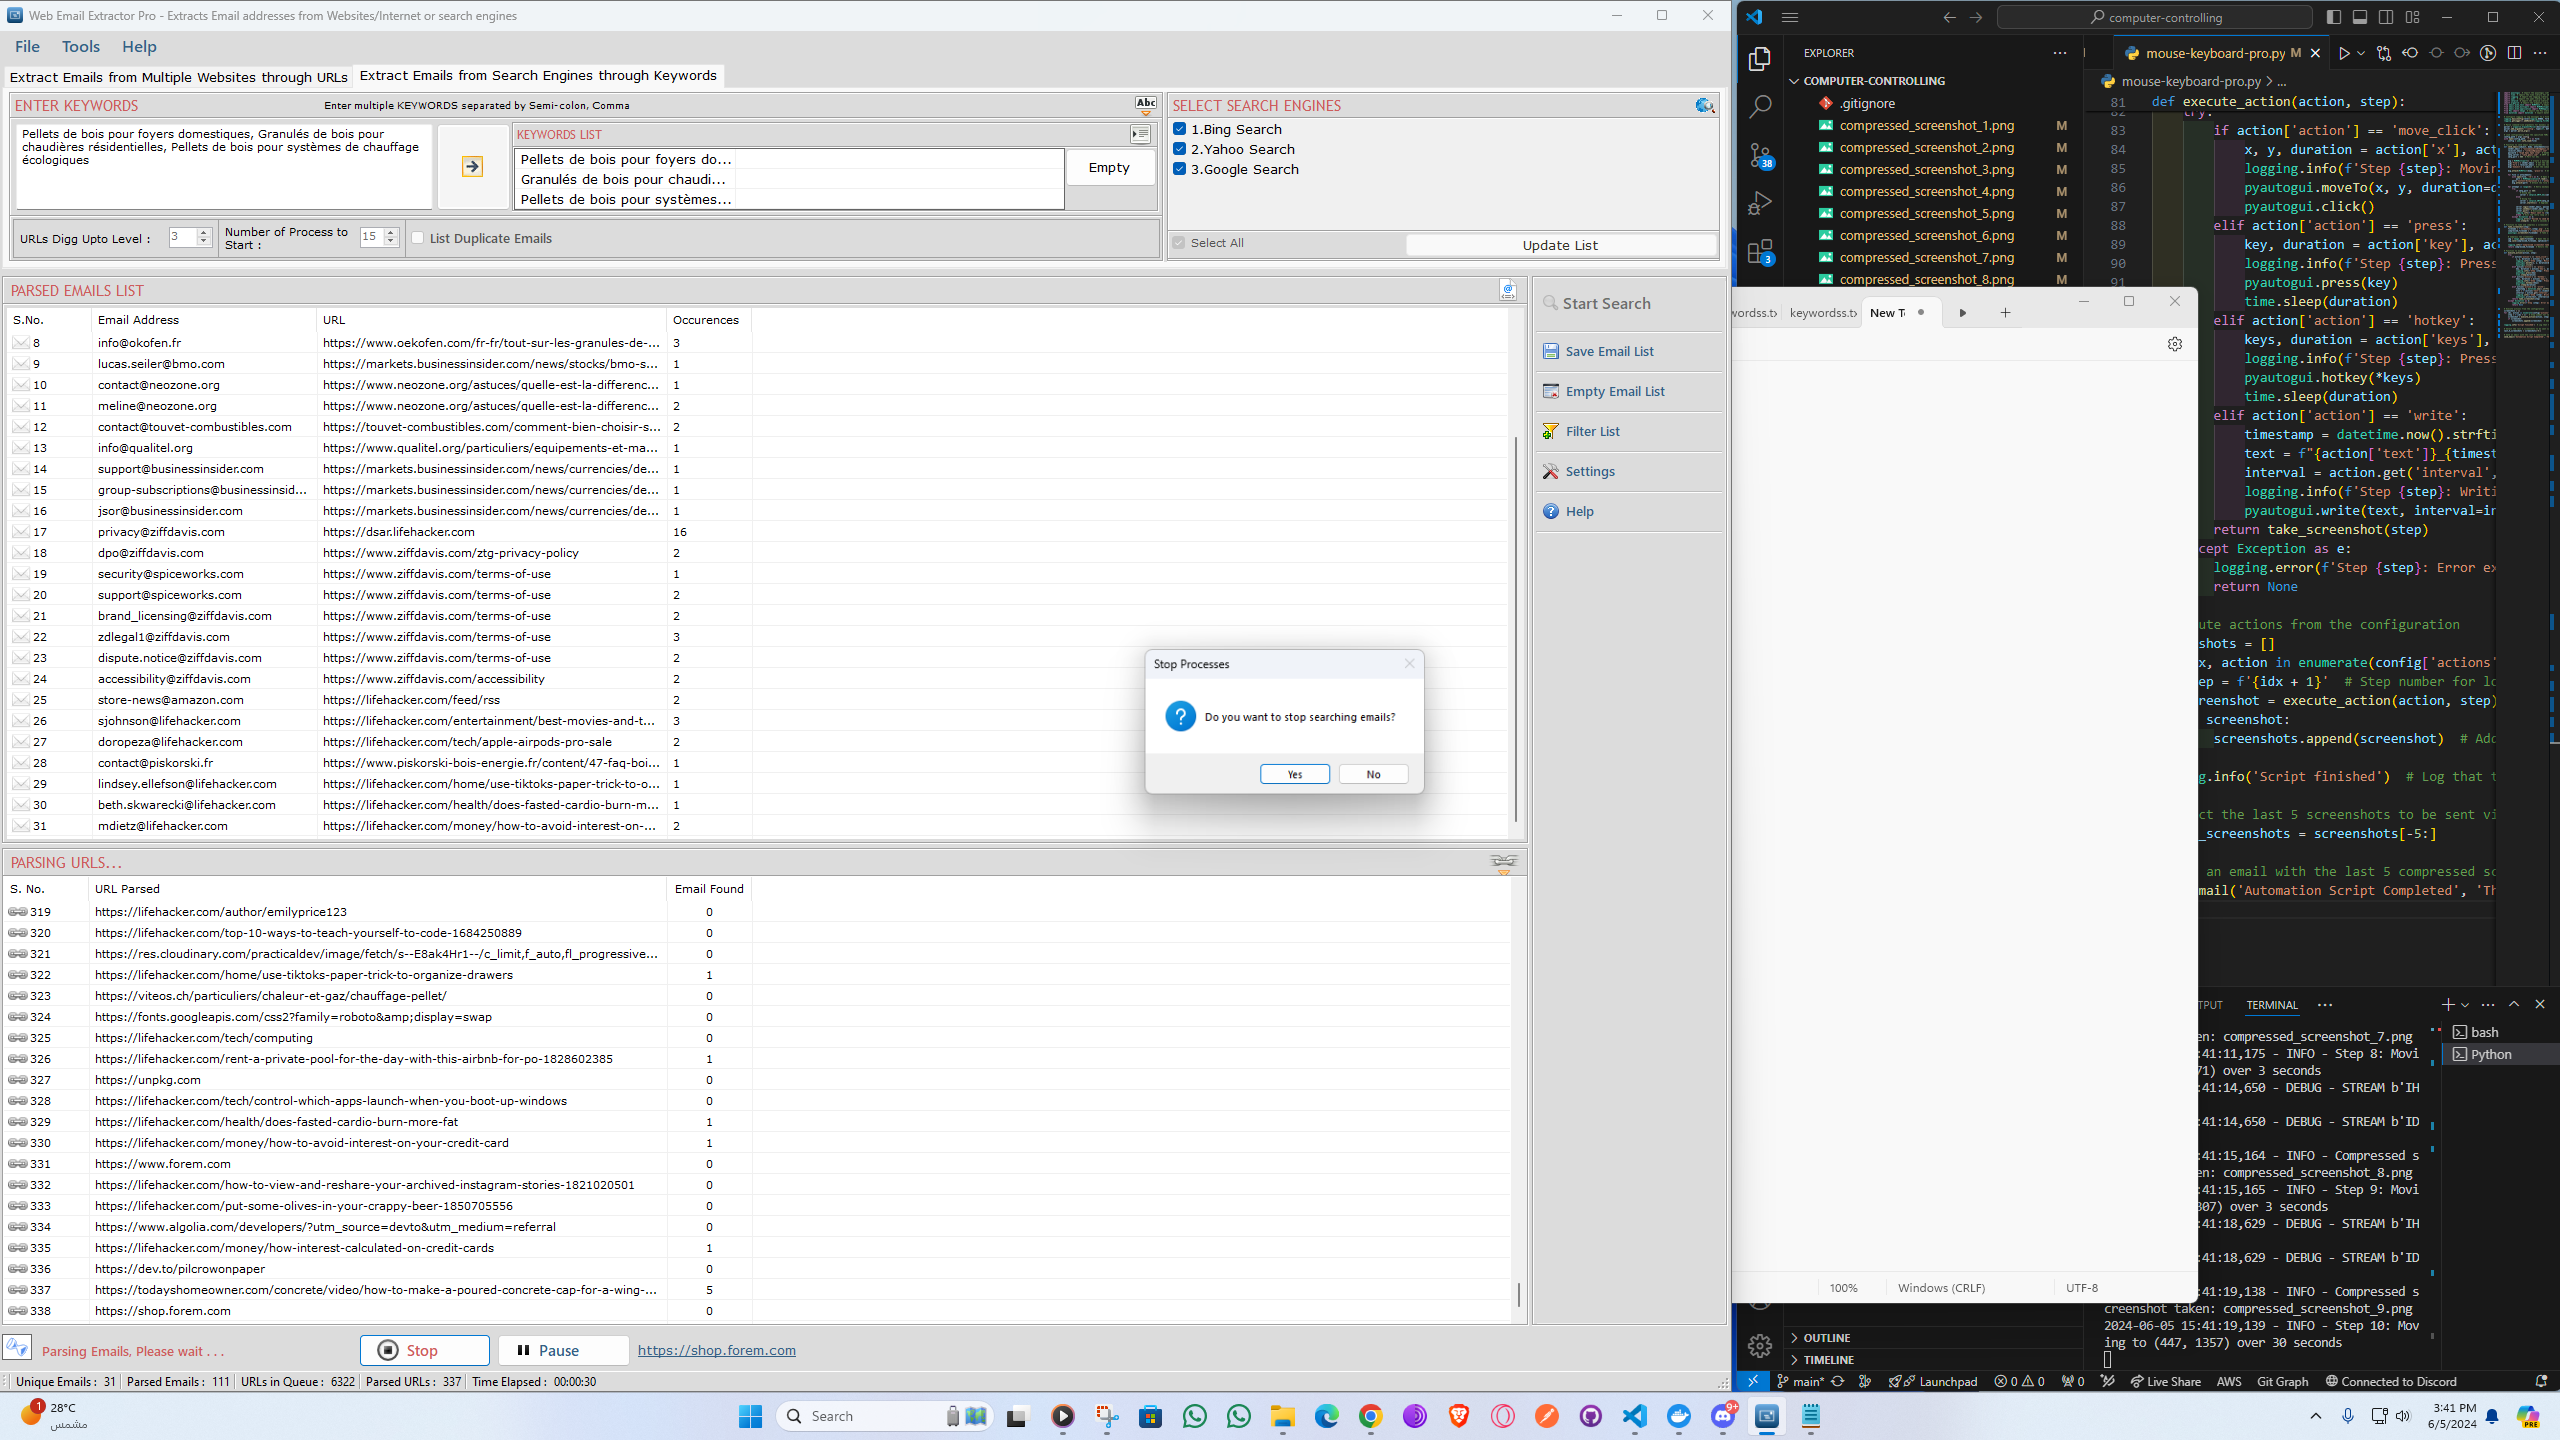 Web Email Extractor Pro - Extracts Email addresses from Websites/Internet or search engines
File Tools Help
Extract Emails from Multiple Websites through URLs Extract Emails from Search Engines through Keywords
ENTER KEYWORDS Enter multiple KEYWORDS separated by Semi-colon, Comma Abc
Pellets de bois pour foyers domestiques, Granulés de bois pour
chaudières résidentielles, Pellets de bois pour systèmes de chauffage
écologiques
KEYWORDS LIST
Pellets de bois pour foyers do...
Granulés de bois pour chaudi...
Pellets de bois pour systèmes...
Empty
URLs Digg Upto Level : 3
Number of Process to
Start : 15
List Duplicate Emails
SELECT SEARCH ENGINES
1.Bing Search
2.Yahoo Search
3.Google Search
Select All Update List
PARSED EMAILS LIST
S.No. Email Address URL Occurences
8 info@okofen.fr https://www.oekofen.com/fr-fr/tout-sur-les-granules-de-... 3
9 lucas.seiler@bmo.com https://markets.businessinsider.com/news/stocks/bmo-s... 1
10 contact@neozone.org https://www.neozone.org/astuces/quelle-est-la-differenc... 1
11 meline@neozone.org https://www.neozone.org/astuces/quelle-est-la-differenc... 2
12 contact@touvet-combustibles.com https://touvet-combustibles.com/comment-bien-choisir-s... 2
13 info@qualitel.org https://www.qualitel.org/particuliers/equipements-et-ma... 1
14 support@businessinsider.com https://markets.businessinsider.com/news/currencies/de... 1
15 group-subscriptions@businessinsid... https://markets.businessinsider.com/news/currencies/de... 1
16 jsor@businessinsider.com https://markets.businessinsider.com/news/currencies/de... 1
17 privacy@ziffdavis.com https://dsar.lifehacker.com 16
18 dpo@ziffdavis.com https://www.ziffdavis.com/ztg-privacy-policy 2
19 security@spiceworks.com https://www.ziffdavis.com/terms-of-use 1
20 support@spiceworks.com https://www.ziffdavis.com/terms-of-use 2
21 brand_licensing@ziffdavis.com https://www.ziffdavis.com/terms-of-use 2
22 zdlegal1@ziffdavis.com https://www.ziffdavis.com/terms-of-use 3
23 dispute.notice@ziffdavis.com https://www.ziffdavis.com/terms-of-use 2
24 accessibility@ziffdavis.com https://www.ziffdavis.com/accessibility 2
25 store-news@amazon.com https://lifehacker.com/feed/rss 2
26 sjohnson@lifehacker.com https://lifehacker.com/entertainment/best-movies-and-t... 3
27 doropeza@lifehacker.com https://lifehacker.com/tech/apple-airpods-pro-sale 2
28 contact@piskorski.fr https://www.piskorski-bois-energie.fr/content/47-faq-boi... 1
29 lindsey.ellefson@lifehacker.com https://lifehacker.com/home/use-tiktoks-paper-trick-to-o... 1
30 beth.skwarecki@lifehacker.com https://lifehacker.com/health/does-fasted-cardio-burn-m... 1
31 mdietz@lifehacker.com https://lifehacker.com/money/how-to-avoid-interest-on-... 2
Start Search
Save Email List
Empty Email List
Filter List
Settings
Help
Stop Processes
Do you want to stop searching emails?
Yes No
PARSING URLS...
S. No. URL Parsed Email Found
319 https://lifehacker.com/author/emilyprice123 0
320 https://lifehacker.com/top-10-ways-to-teach-yourself-to-code-1684250889 0
321 https://res.cloudinary.com/practicaldev/image/fetch/s--E8ak4Hr1--/c_limit,f_auto,fl_progressive... 0
322 https://lifehacker.com/home/use-tiktoks-paper-trick-to-organize-drawers 1
323 https://viteos.ch/particuliers/chaleur-et-gaz/chauffage-pellet/ 0
324 https://fonts.googleapis.com/css2?family=roboto&amp;display=swap 0
325 https://lifehacker.com/tech/computing 0
326 https://lifehacker.com/rent-a-private-pool-for-the-day-with-this-airbnb-for-po-1828602385 1
327 https://unpkg.com 0
328 https://lifehacker.com/tech/control-which-apps-launch-when-you-boot-up-windows 0
329 https://lifehacker.com/health/does-fasted-cardio-burn-more-fat 1
330 https://lifehacker.com/money/how-to-avoid-interest-on-your-credit-card 1
331 https://www.forem.com 0
332 https://lifehacker.com/how-to-view-and-reshare-your-archived-instagram-stories-1821020501 0
333 https://lifehacker.com/put-some-olives-in-your-crappy-beer-1850705556 0
334 https://www.algolia.com/developers/?utm_source=devto&utm_medium=referral 0
335 https://lifehacker.com/money/how-interest-calculated-on-credit-cards 1
336 https://dev.to/pilcrowonpaper 0
337 https://todayshomeowner.com/concrete/video/how-to-make-a-poured-concrete-cap-for-a-wing-... 5
338 https://shop.forem.com 0
Parsing Emails, Please wait . . . Stop Pause https://shop.forem.com
Unique Emails : 31 Parsed Emails : 111 URLs in Queue : 6322 Parsed URLs : 337 Time Elapsed : 00:00:30
computer-controlling
EXPLORER
COMPUTER-CONTROLLING
.gitignore
compressed_screenshot_1.png M
compressed_screenshot_2.png M
compressed_screenshot_3.png M
compressed_screenshot_4.png M
compressed_screenshot_5.png M
compressed_screenshot_6.png M
compressed_screenshot_7.png M
compressed_screenshot_8.png M
38
3
mouse-keyboard-pro.py M
mouse-keyboard-pro.py > ...
81 def execute_action(action, step):
82 try:
83 if action['action'] == 'move_click':
84 x, y, duration = action['x'], act
85 logging.info(f'Step {step}: Movin
86 pyautogui.moveTo(x, y, duration=d
87 pyautogui.click()
88 elif action['action'] == 'press':
89 key, duration = action['key'], ac
90 logging.info(f'Step {step}: Pres
91 pyautogui.press(key)
time.sleep(duration)
elif action['action'] == 'hotkey':
keys, duration = action['keys'],
logging.info(f'Step {step}: Pres
pyautogui.hotkey(*keys)
time.sleep(duration)
elif action['action'] == 'write':
timestamp = datetime.now().strfti
text = f"{action['text']}_{timest
interval = action.get('interval',
logging.info(f'Step {step}: Writi
pyautogui.write(text, interval=in
return take_screenshot(step)
cept Exception as e:
logging.error(f'Step {step}: Error ex
return None
ute actions from the configuration
shots = []
x, action in enumerate(config['actions'
ep = f'{idx + 1}' # Step number for lo
reenshot = execute_action(action, step)
screenshot:
screenshots.append(screenshot) # Add
g.info('Script finished') # Log that t
ct the last 5 screenshots to be sent vi
_screenshots = screenshots[-5:]
an email with the last 5 compressed sc
mail('Automation Script Completed', 'Th
wordss.tx keywordss.tx New T
100% Windows (CRLF) UTF-8
TPUT TERMINAL
bash
Python
en: compressed_screenshot_7.png
:41:11,175 - INFO - Step 8: Movi
71) over 3 seconds
:41:14,650 - DEBUG - STREAM b'IH
:41:14,650 - DEBUG - STREAM b'ID
:41:15,164 - INFO - Compressed s
en: compressed_screenshot_8.png
:41:15,165 - INFO - Step 9: Movi
307) over 3 seconds
:41:18,629 - DEBUG - STREAM b'IH
:41:18,629 - DEBUG - STREAM b'ID
:41:19,138 - INFO - Compressed s
creenshot taken: compressed_screenshot_9.png
2024-06-05 15:41:19,139 - INFO - Step 10: Mov
ing to (447, 1357) over 30 seconds
OUTLINE
TIMELINE
main* Launchpad 0 0 0 Live Share AWS Git Graph Connected to Discord
1 28°C
مشمس
Search
9+
3:41 PM
6/5/2024
PRE